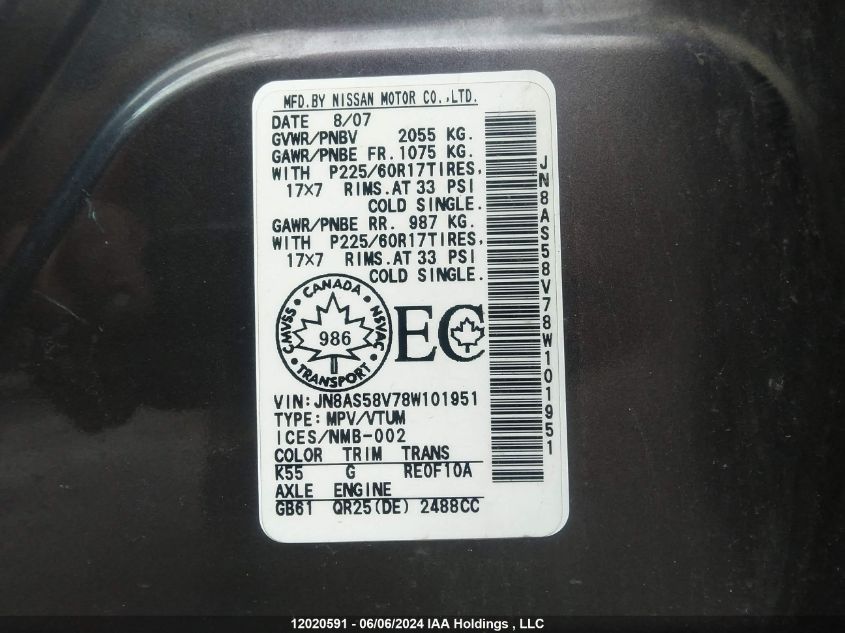 MFD.BY NISSAN MOTOR CO.,LTD.
DATE 8/07
GVWR/PNBV 2055 KG.
GAWR/PNBE FR.1075 KG.
WITH P225/60R17TIRES,
17×7 RIMS.AT 33 PSI
COLD SINGLE.
GAWR/PNBE RR. 987 KG.
WITH P225/60R17TIRES,
17×7 RIMS.AT 33 PSI
COLD SINGLE.
CANADA
CMVSS • NSVAC
986
TRANSPORT
EC
VIN:JN8AS58V78W101951
TYPE:MPV/VTUM
ICES/NMB-002
COLOR TRIM TRANS
K55 G RE0F10A
AXLE ENGINE
GB61 QR25(DE) 2488CC
JN8AS58V78W101951
12020591 - 06/06/2024 IAA Holdings , LLC